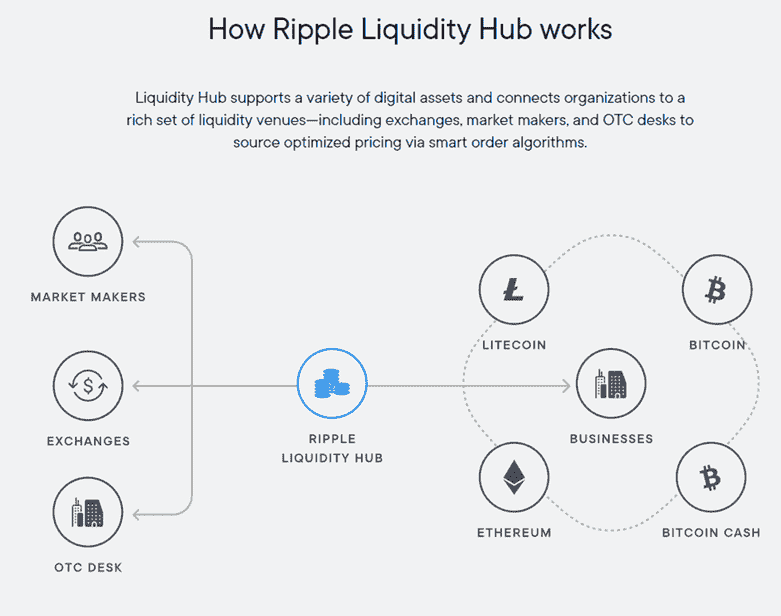 How Ripple Liquidity Hub works
Liquidity Hub supports a variety of digital assets and connects organizations to a
rich set of liquidity venues—including exchanges, market makers, and OTC desks to
source optimized pricing via smart order algorithms.
MARKET MAKERS
EXCHANGES
OTC DESK
RIPPLE
LIQUIDITY HUB
LITECOIN
BITCOIN
BUSINESSES
ETHEREUM
BITCOIN CASH